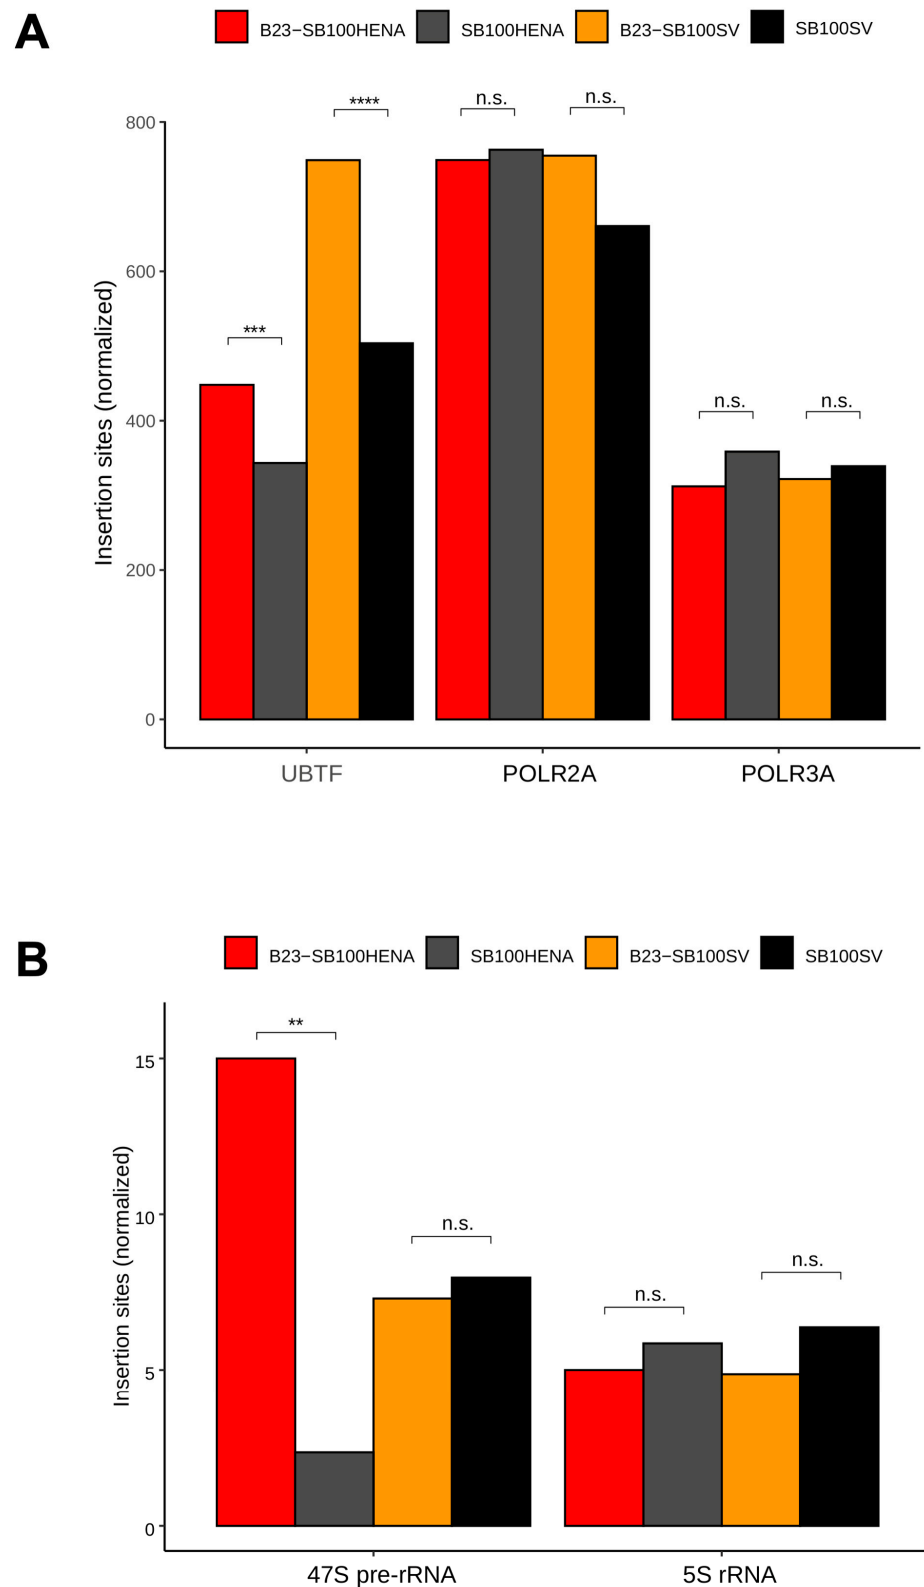 A
B23−SB100HENA SB100HENA B23−SB100SV SB100SV
****
n.s.
n.s.
800
600
***
n.s.
n.s.
400
200
0
Insertion sites (normalized)
UBTF POLR2A POLR3A
B
B23−SB100HENA SB100HENA B23−SB100SV SB100SV
**
15
n.s.
10
n.s.
n.s.
5
0
Insertion sites (normalized)
47S pre-rRNA 5S rRNA